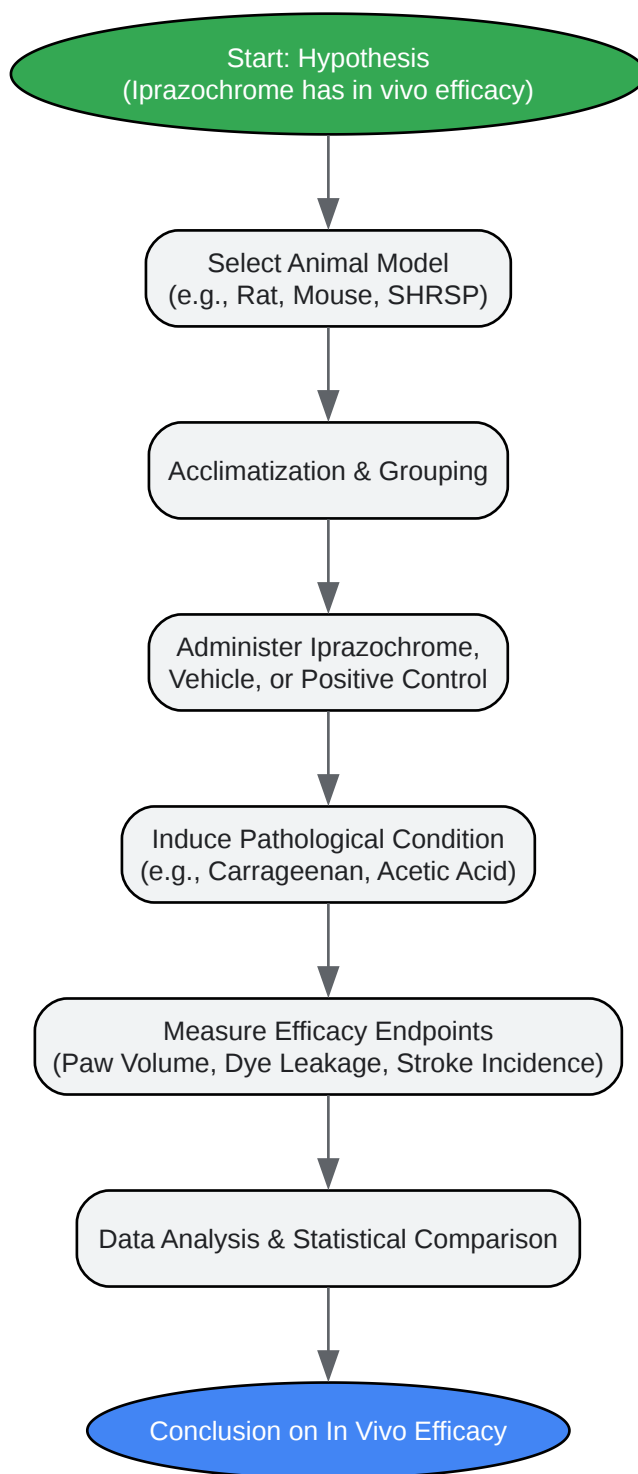 Start: Hypothesis
(Iprazochrome has in vivo efficacy)
Select Animal Model
(e.g., Rat, Mouse, SHRSP)
Acclimatization & Grouping
Administer Iprazochrome,
Vehicle, or Positive Control
Induce Pathological Condition
(e.g., Carrageenan, Acetic Acid)
Measure Efficacy Endpoints
(Paw Volume, Dye Leakage, Stroke Incidence)
Data Analysis & Statistical Comparison
Conclusion on In Vivo Efficacy